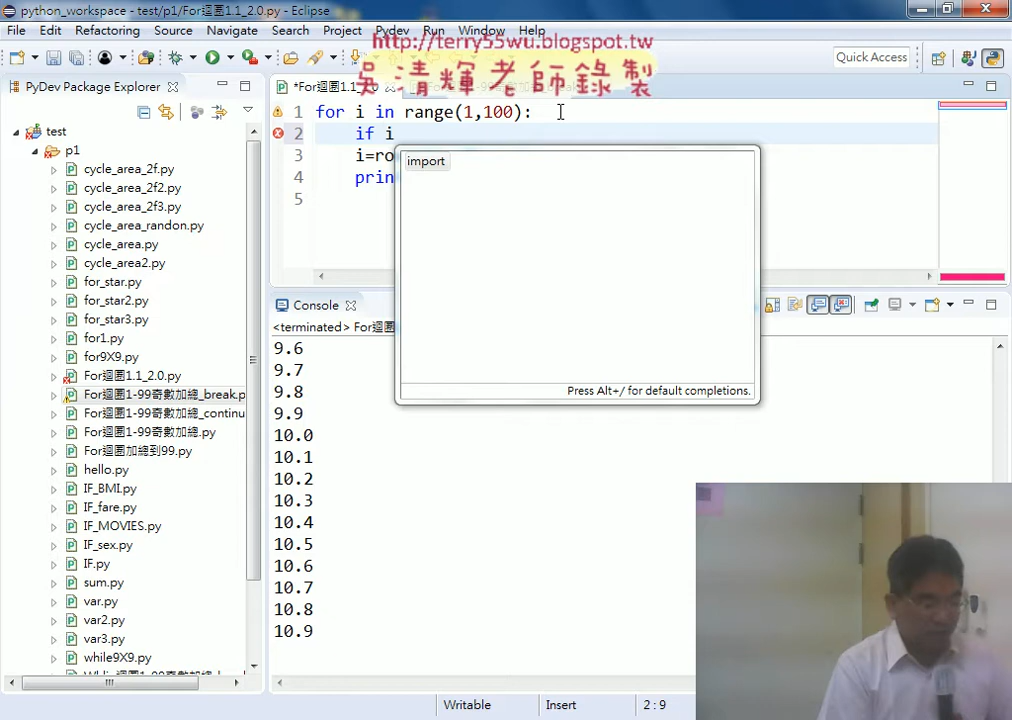 python_workspace - test/p1/For迴圈1.1_2.0.py - Eclipse
File Edit Refactoring Source Navigate Search Project Pydev Run Window Help
http://terry55wu.blogspot.tw
吳清輝老師錄製
Quick Access
PyDev Package Explorer
*For迴圈1.1_
1 for i in range(1,100):
2 if i
3 i=ro
4 prin
5
import
Press Alt+/ for default completions.
test
p1
cycle_area_2f.py
cycle_area_2f2.py
cycle_area_2f3.py
cycle_area_randon.py
cycle_area.py
cycle_area2.py
for_star.py
for_star2.py
for_star3.py
for1.py
for9X9.py
For迴圈1.1_2.0.py
For迴圈1-99奇數加總_break.p
For迴圈1-99奇數加總_continu
For迴圈1-99奇數加總.py
For迴圈加總到99.py
hello.py
IF_BMI.py
IF_fare.py
IF_MOVIES.py
IF_sex.py
IF.py
sum.py
var.py
var2.py
var3.py
while9X9.py
Console
<terminated> For迴圈
9.6
9.7
9.8
9.9
10.0
10.1
10.2
10.3
10.4
10.5
10.6
10.7
10.8
10.9
Writable Insert 2 : 9